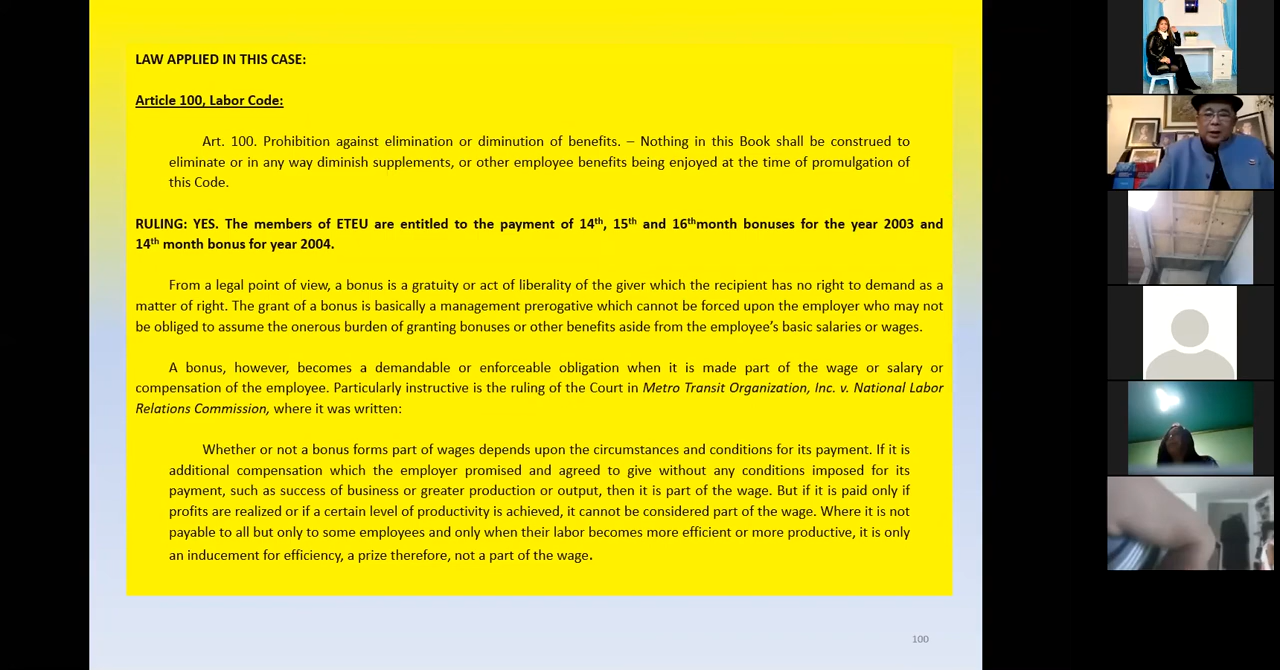 LAW APPLIED IN THIS CASE:
Article 100, Labor Code:
Art. 100. Prohibition against elimination or diminution of benefits. – Nothing in this Book shall be construed to
eliminate or in any way diminish supplements, or other employee benefits being enjoyed at the time of promulgation of
this Code.
RULING: YES. The members of ETEU are entitled to the payment of 14th, 15th and 16thmonth bonuses for the year 2003 and
14th month bonus for year 2004.
From a legal point of view, a bonus is a gratuity or act of liberality of the giver which the recipient has no right to demand as a
matter of right. The grant of a bonus is basically a management prerogative which cannot be forced upon the employer who may not
be obliged to assume the onerous burden of granting bonuses or other benefits aside from the employee’s basic salaries or wages.
A bonus, however, becomes a demandable or enforceable obligation when it is made part of the wage or salary or
compensation of the employee. Particularly instructive is the ruling of the Court in Metro Transit Organization, Inc. v. National Labor
Relations Commission, where it was written:
Whether or not a bonus forms part of wages depends upon the circumstances and conditions for its payment. If it is
additional compensation which the employer promised and agreed to give without any conditions imposed for its
payment, such as success of business or greater production or output, then it is part of the wage. But if it is paid only if
profits are realized or if a certain level of productivity is achieved, it cannot be considered part of the wage. Where it is not
payable to all but only to some employees and only when their labor becomes more efficient or more productive, it is only
an inducement for efficiency, a prize therefore, not a part of the wage.
100